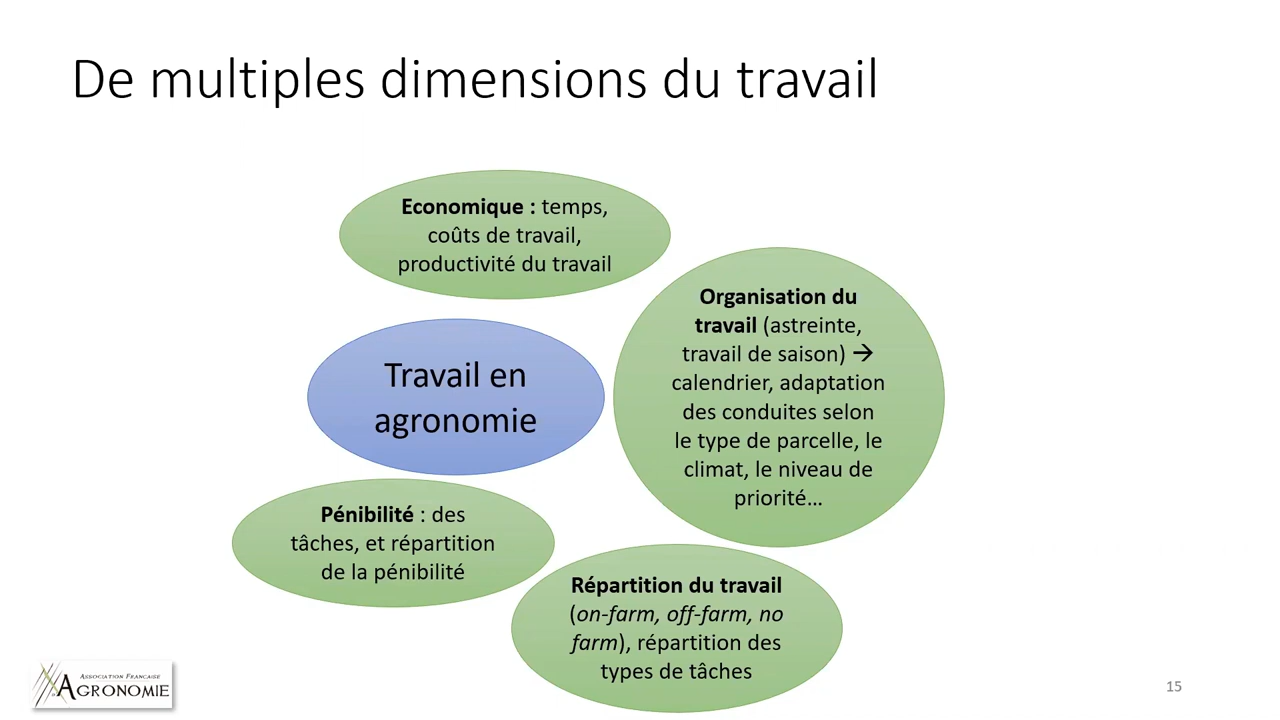 De multiples dimensions du travail
Economique : temps,
coûts de travail,
productivité du travail
Organisation du
travail (astreinte,
travail de saison) →
calendrier, adaptation
des conduites selon
le type de parcelle, le
climat, le niveau de
priorité…
Travail en
agronomie
Pénibilité : des
tâches, et répartition
de la pénibilité
Répartition du travail
(on-farm, off-farm, no
farm), répartition des
types de tâches
Association Française
Agronomie
15